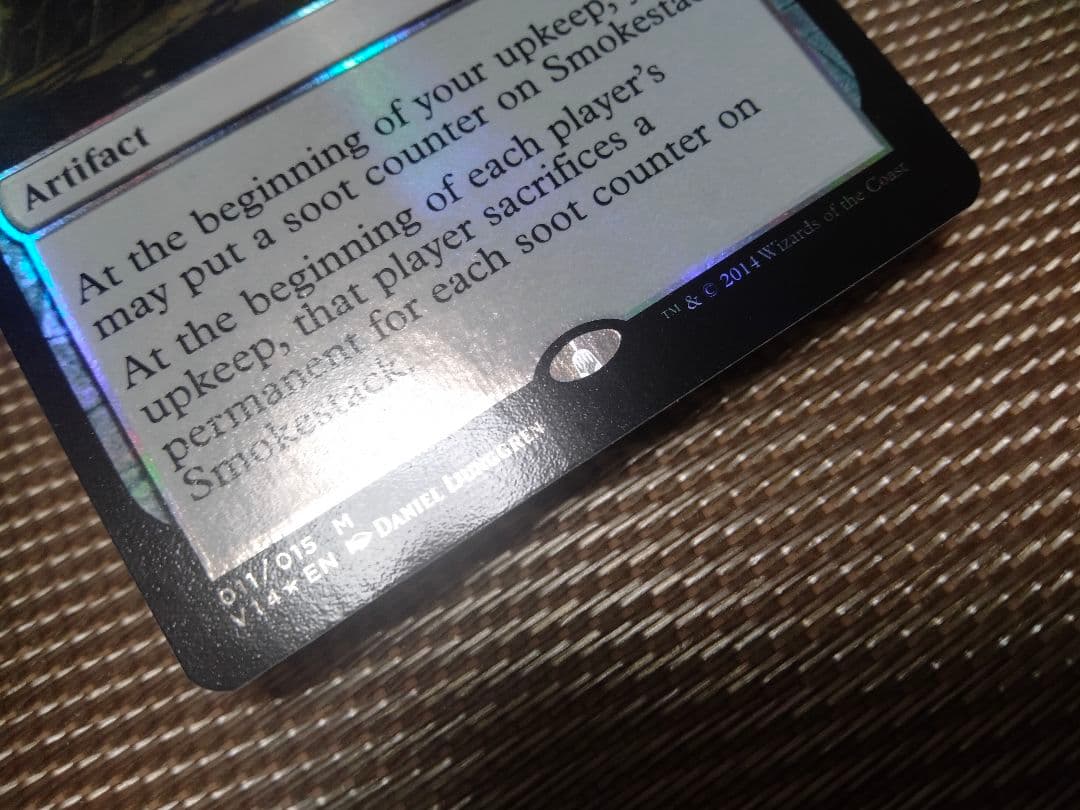 Artifact
At the beginning of your upkeep,
may put a soot counter on Smokestac
At the beginning of each player's
upkeep, that player sacrifices a
permanent for each soot counter on
Smokestack.
011/015 M
V14★EN DANIEL LJUNGGREN
™ & © 2014 Wizards of the Coast